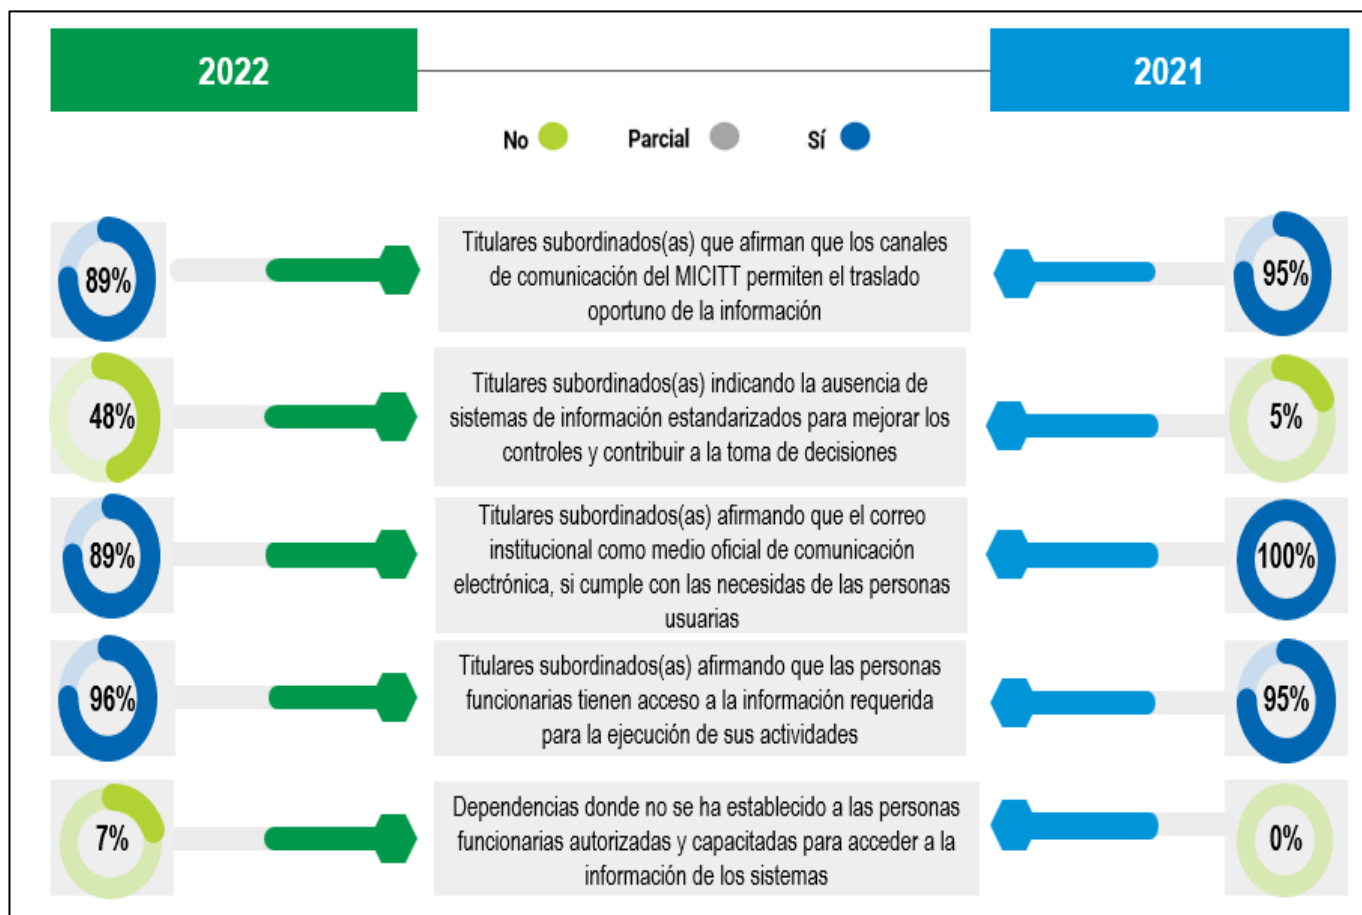 2022
2021
No
Parcial
Sí
89%
Titulares subordinados(as) que afirman que los canales
de comunicación del MICITT permiten el traslado
oportuno de la información
95%
48%
Titulares subordinados(as) indicando la ausencia de
sistemas de información estandarizados para mejorar los
controles y contribuir a la toma de decisiones
5%
89%
Titulares subordinados(as) afirmando que el correo
institucional como medio oficial de comunicación
electrónica, si cumple con las necesidas de las personas
usuarias
100%
96%
Titulares subordinados(as) afirmando que las personas
funcionarias tienen acceso a la información requerida
para la ejecución de sus actividades
95%
7%
Dependencias donde no se ha establecido a las personas
funcionarias autorizadas y capacitadas para acceder a la
información de los sistemas
0%